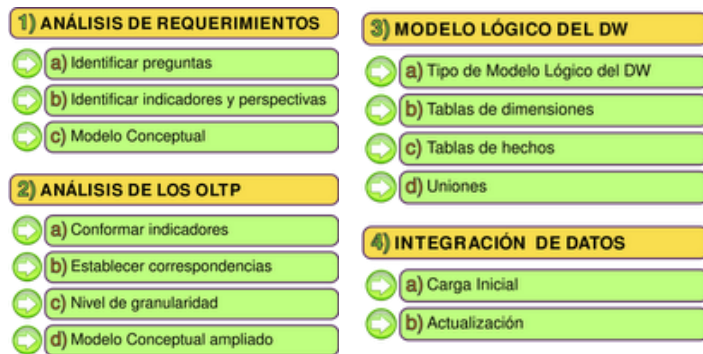 1) ANÁLISIS DE REQUERIMIENTOS
a) Identificar preguntas
b) Identificar indicadores y perspectivas
c) Modelo Conceptual
2) ANÁLISIS DE LOS OLTP
a) Conformar indicadores
b) Establecer correspondencias
c) Nivel de granularidad
d) Modelo Conceptual ampliado
3) MODELO LÓGICO DEL DW
a) Tipo de Modelo Lógico del DW
b) Tablas de dimensiones
c) Tablas de hechos
d) Uniones
4) INTEGRACIÓN DE DATOS
a) Carga Inicial
b) Actualización